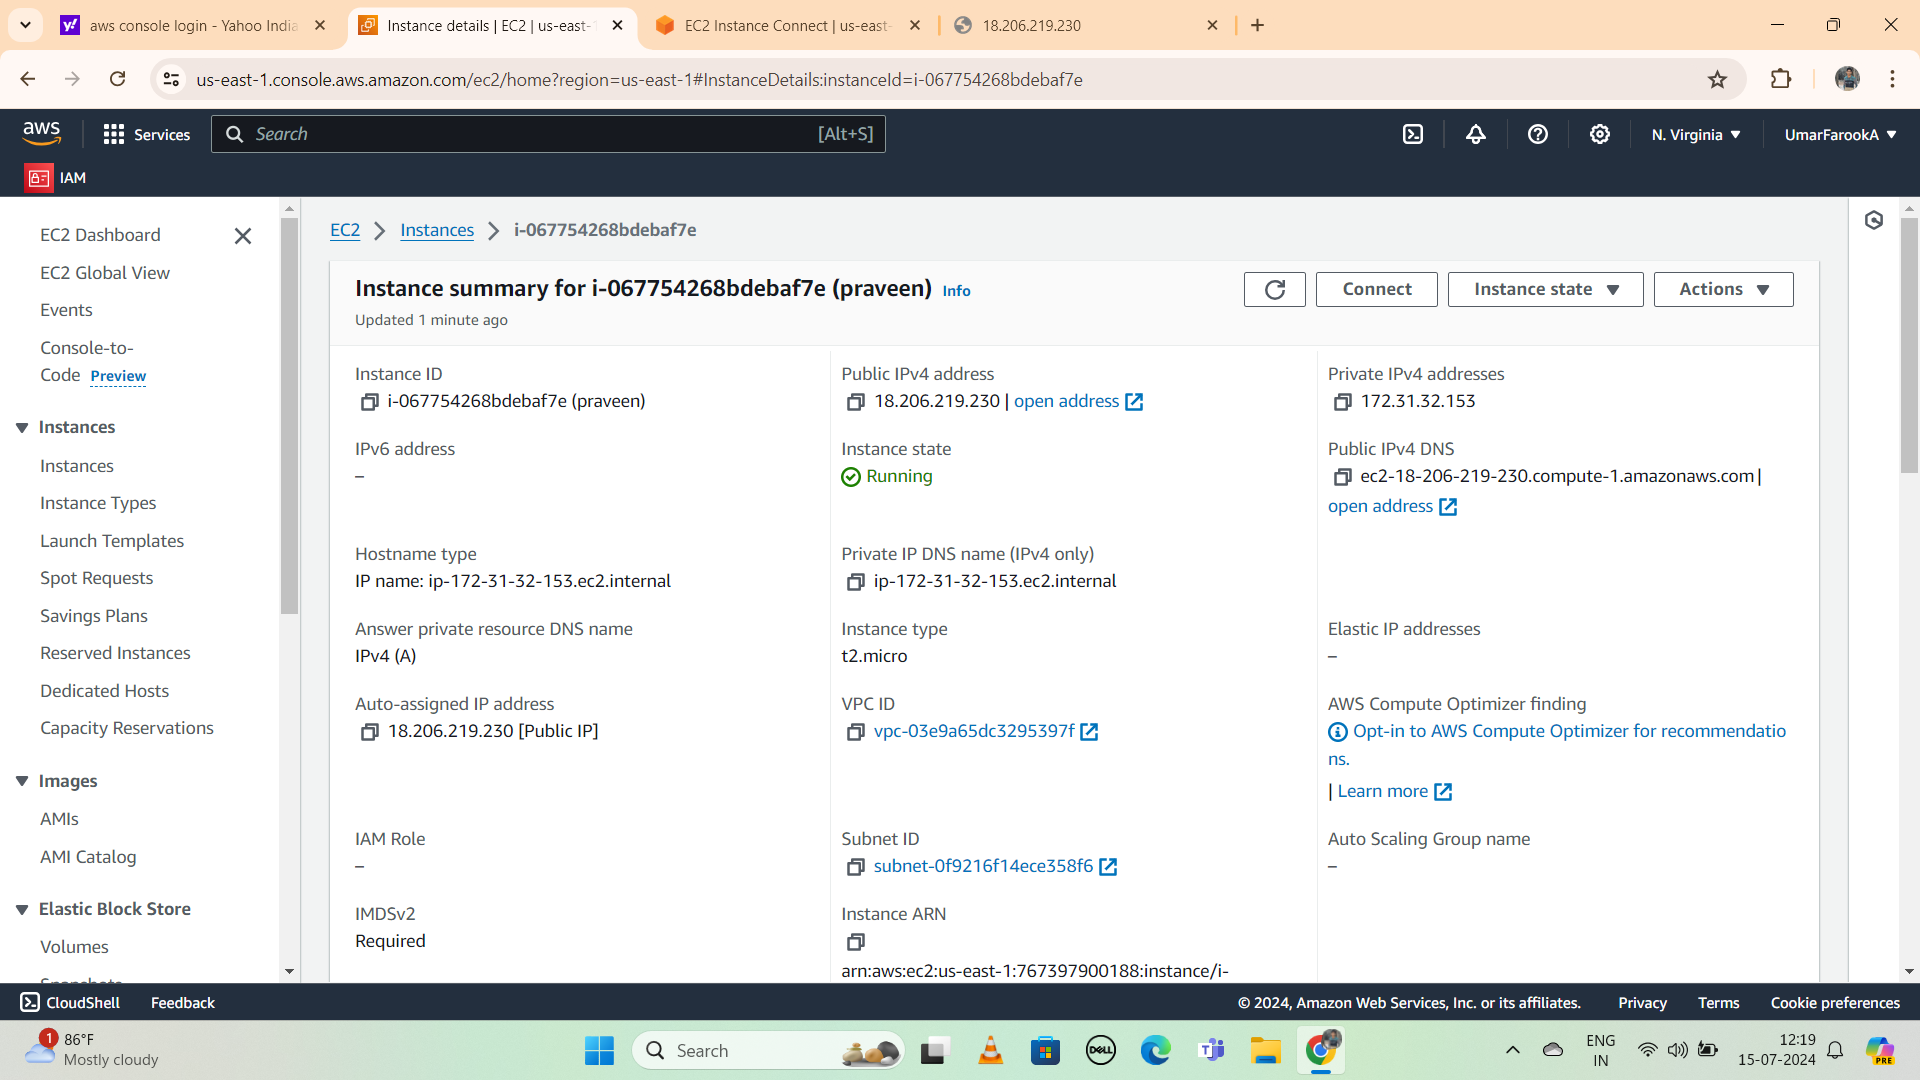 aws console login - Yahoo India
Instance details | EC2 | us-east-1
EC2 Instance Connect | us-east-
18.206.219.230
us-east-1.console.aws.amazon.com/ec2/home?region=us-east-1#InstanceDetails:instanceId=i-067754268bdebaf7e
aws
Services
Search
[Alt+S]
N. Virginia
UmarFarookA
IAM
EC2 Dashboard
EC2 Global View
Events
Console-to-
Code Preview
Instances
Instances
Instance Types
Launch Templates
Spot Requests
Savings Plans
Reserved Instances
Dedicated Hosts
Capacity Reservations
Images
AMIs
AMI Catalog
Elastic Block Store
Volumes
Snapshots
EC2 > Instances > i-067754268bdebaf7e
Instance summary for i-067754268bdebaf7e (praveen) Info
Updated 1 minute ago
Connect
Instance state
Actions
Instance ID
i-067754268bdebaf7e (praveen)
Public IPv4 address
18.206.219.230 | open address
Private IPv4 addresses
172.31.32.153
IPv6 address
–
Instance state
Running
Public IPv4 DNS
ec2-18-206-219-230.compute-1.amazonaws.com |
open address
Hostname type
IP name: ip-172-31-32-153.ec2.internal
Private IP DNS name (IPv4 only)
ip-172-31-32-153.ec2.internal
Answer private resource DNS name
IPv4 (A)
Instance type
t2.micro
Elastic IP addresses
–
Auto-assigned IP address
18.206.219.230 [Public IP]
VPC ID
vpc-03e9a65dc3295397f
AWS Compute Optimizer finding
Opt-in to AWS Compute Optimizer for recommendatio
ns.
| Learn more
IAM Role
–
Subnet ID
subnet-0f9216f14ece358f6
Auto Scaling Group name
–
IMDSv2
Required
Instance ARN
arn:aws:ec2:us-east-1:767397900188:instance/i-
CloudShell
Feedback
© 2024, Amazon Web Services, Inc. or its affiliates.
Privacy
Terms
Cookie preferences
1
86°F
Mostly cloudy
Search
DELL
ENG
IN
12:19
15-07-2024
PRE